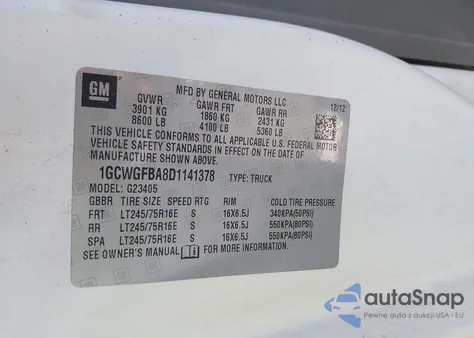 GM
MFD BY GENERAL MOTORS LLC
12/12
GVWR GAWR FRT GAWR RR
3901 KG 1860 KG 2431 KG
8600 LB 4100 LB 5360 LB
THIS VEHICLE CONFORMS TO ALL APPLICABLE U.S. FEDERAL MOTOR
VEHICLE SAFETY STANDARDS IN EFFECT ON THE DATE OF
MANUFACTURE SHOWN ABOVE.
1GCWGFBA8D1141378 TYPE: TRUCK
MODEL: G23405
GBBR TIRE SIZE SPEED RTG RIM COLD TIRE PRESSURE
FRT LT245/75R16E S 16X6.5J 340KPA(50PSI)
RR LT245/75R16E S 16X6.5J 550KPA(80PSI)
SPA LT245/75R16E S 16X6.5J 550KPA(80PSI)
SEE OWNER'S MANUAL FOR MORE INFORMATION.
autoSnap
Pewne auta z aukcji USA - EU